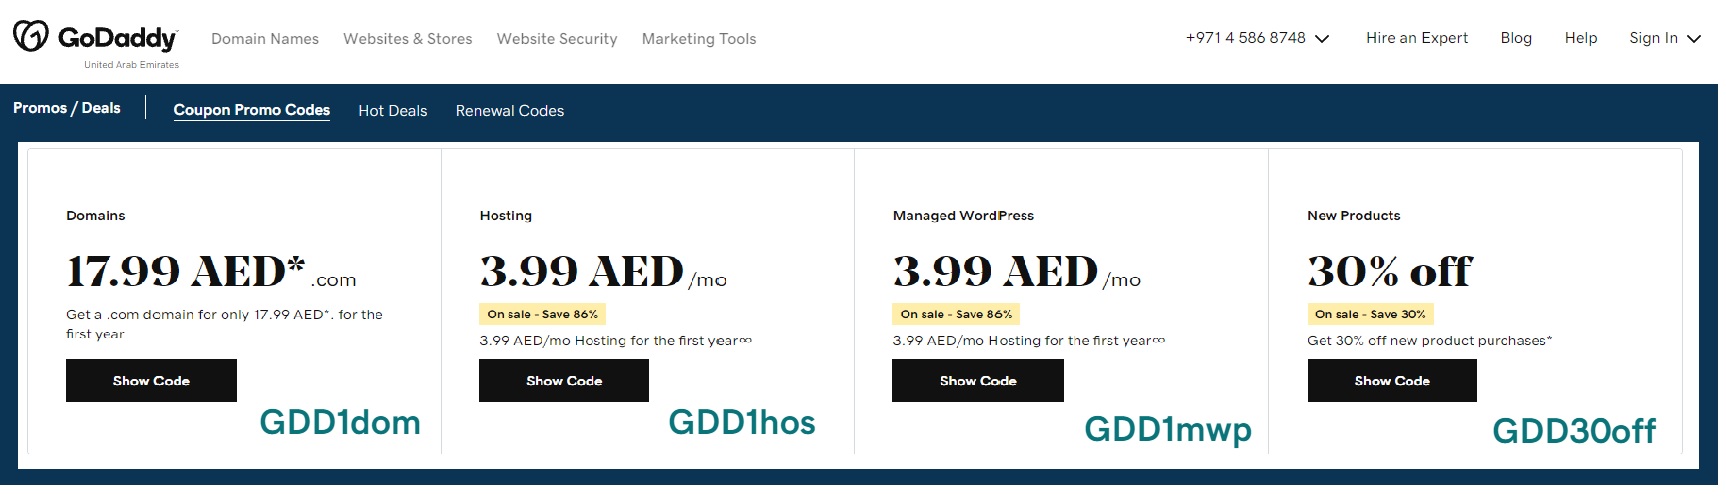 GoDaddy
United Arab Emirates
Domain Names Websites & Stores Website Security Marketing Tools
+971 4 586 8748 Hire an Expert Blog Help Sign In
Promos / Deals Coupon Promo Codes Hot Deals Renewal Codes
Domains
17.99 AED* .com
Get a .com domain for only 17.99 AED*. for the
first year
Show Code
GDD1dom
Hosting
3.99 AED /mo
On sale - Save 86%
3.99 AED/mo Hosting for the first year∞
Show Code
GDD1hos
Managed WordPress
3.99 AED /mo
On sale - Save 86%
3.99 AED/mo Hosting for the first year∞
Show Code
GDD1mwp
New Products
30% off
On sale - Save 30%
Get 30% off new product purchases*
Show Code
GDD30off